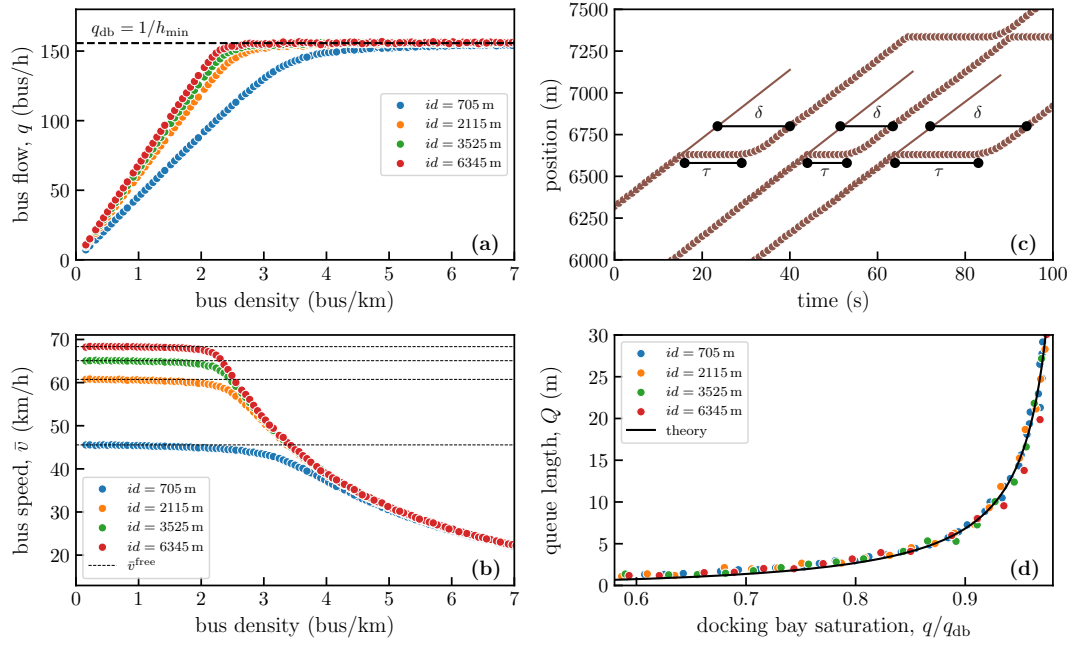 q_db = 1/h_min
bus flow, q (bus/h)
150
100
50
0
id = 705 m
id = 2115 m
id = 3525 m
id = 6345 m
(a)
0 1 2 3 4 5 6 7
bus density (bus/km)
position (m)
7500
7250
7000
6750
6500
6250
6000
δ δ δ
τ τ τ
(c)
0 20 40 60 80 100
time (s)
bus speed, v̄ (km/h)
70
60
50
40
30
20
id = 705 m
id = 2115 m
id = 3525 m
id = 6345 m
v̄^free
(b)
0 1 2 3 4 5 6 7
bus density (bus/km)
queue length, Q (m)
30
25
20
15
10
5
0
id = 705 m
id = 2115 m
id = 3525 m
id = 6345 m
theory
(d)
0.6 0.7 0.8 0.9
docking bay saturation, q/q_db